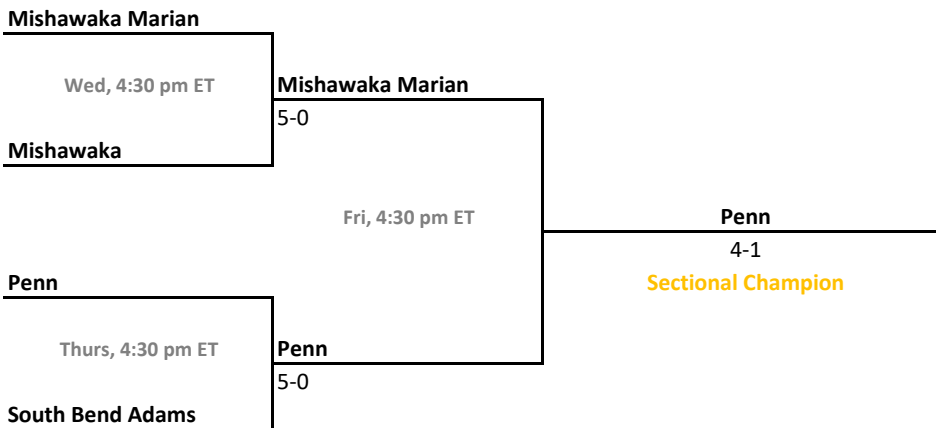 Mishawaka Marian
Wed, 4:30 pm ET
Mishawaka Marian
5-0
Mishawaka
Fri, 4:30 pm ET
Penn
4-1
Penn
Sectional Champion
Thurs, 4:30 pm ET
Penn
5-0
South Bend Adams